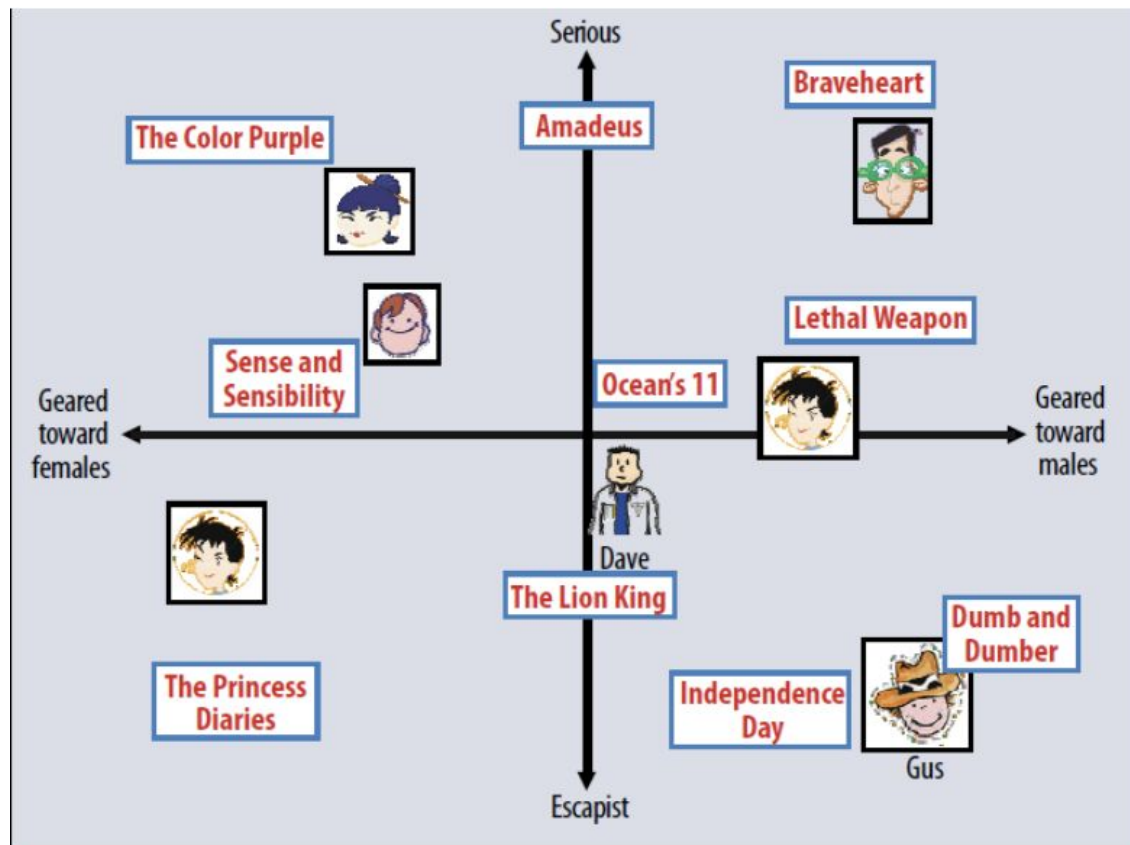 Serious
Braveheart
Amadeus
The Color Purple
Lethal Weapon
Sense and
Sensibility
Ocean's 11
Geared
toward
females
Geared
toward
males
Dave
The Lion King
Dumb and
Dumber
The Princess
Diaries
Independence
Day
Gus
Escapist